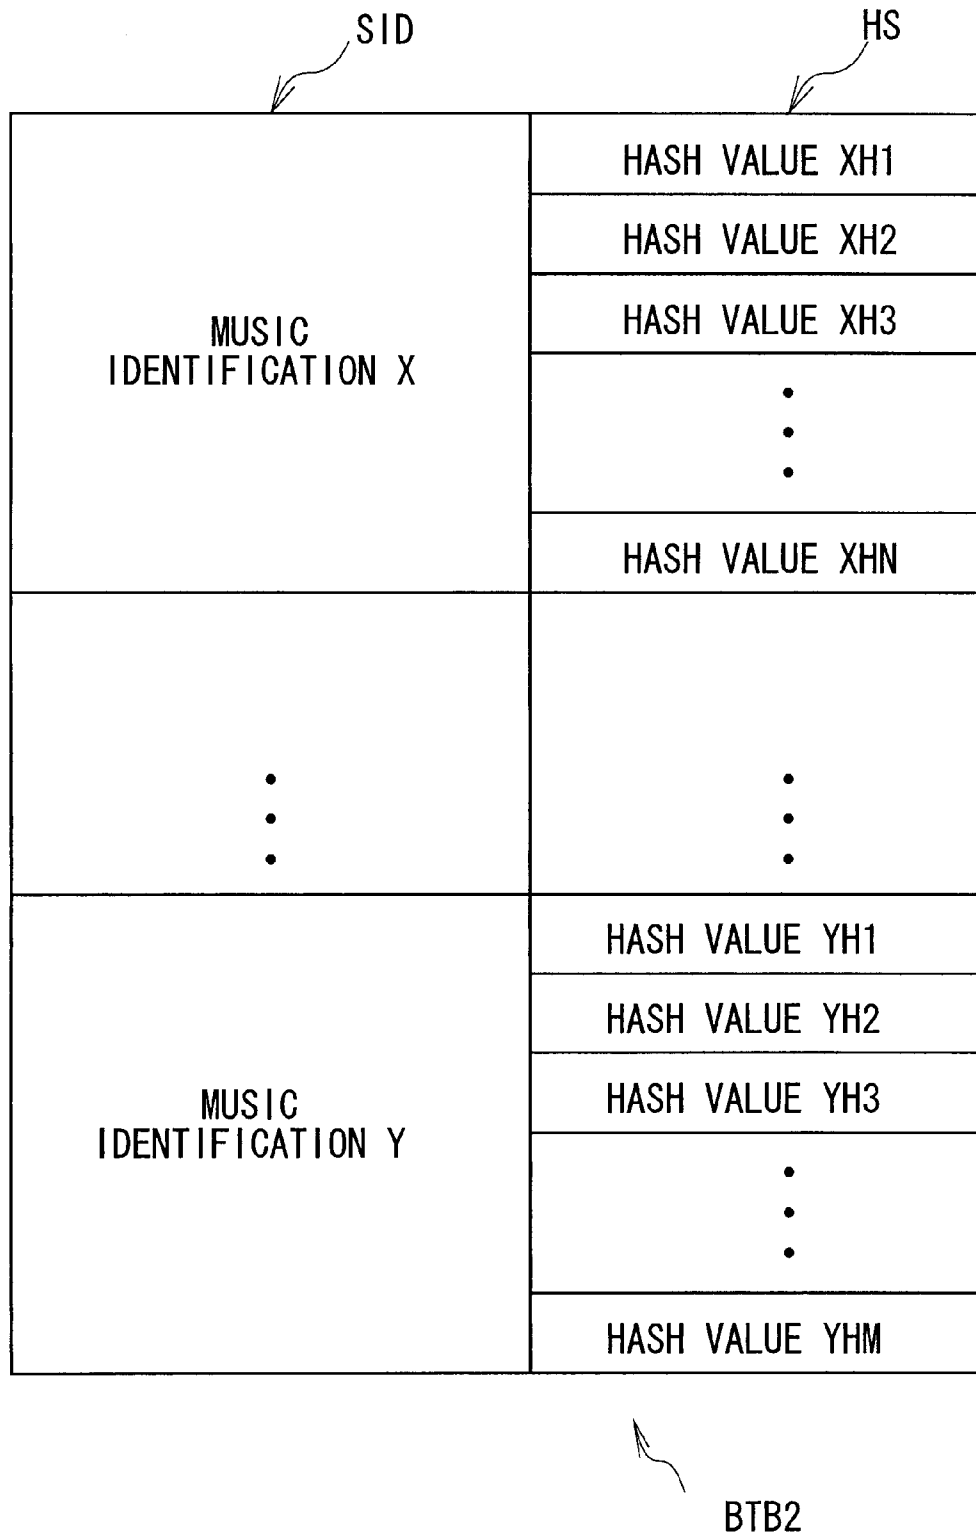 SID
HS
HASH VALUE XH1
HASH VALUE XH2
HASH VALUE XH3
MUSIC
IDENTIFICATION X
HASH VALUE XHN
HASH VALUE YH1
HASH VALUE YH2
HASH VALUE YH3
MUSIC
IDENTIFICATION Y
HASH VALUE YHM
BTB2